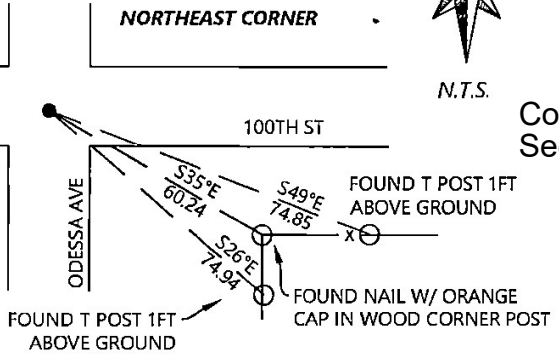 NORTHEAST CORNER
N.T.S.
Co
Se
100TH ST
ODESSA AVE
S35°E
60.24
S49°E
74.85
S26°E
74.94
FOUND T POST 1FT
ABOVE GROUND
X
FOUND NAIL W/ ORANGE
CAP IN WOOD CORNER POST
FOUND T POST 1FT
ABOVE GROUND